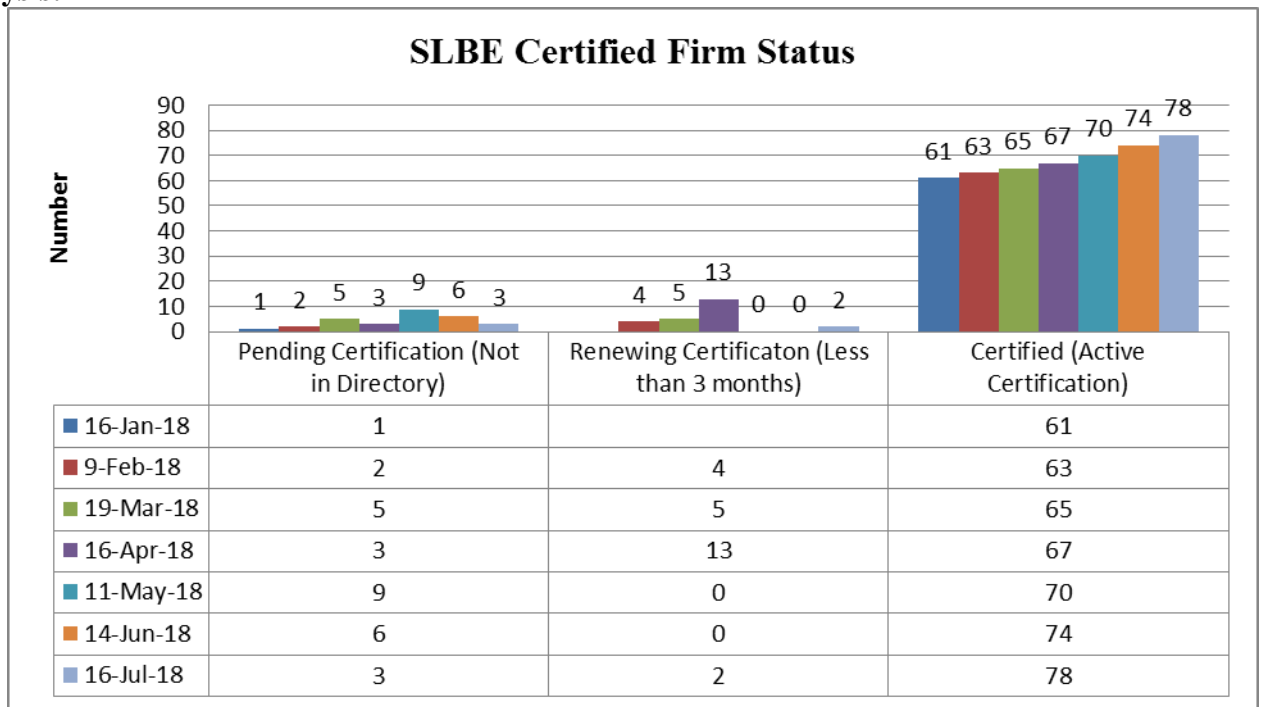 SLBE Certified Firm Status
Number
90
80
70
60
50
40
30
20
10
0
1 2 5 3 9 6 3
4 5 13 0 0 2
61 63 65 67 70 74 78
Pending Certification (Not
in Directory)
Renewing Certificaton (Less
than 3 months)
Certified (Active
Certification)
16-Jan-18 1 61
9-Feb-18 2 4 63
19-Mar-18 5 5 65
16-Apr-18 3 13 67
11-May-18 9 0 70
14-Jun-18 6 0 74
16-Jul-18 3 2 78